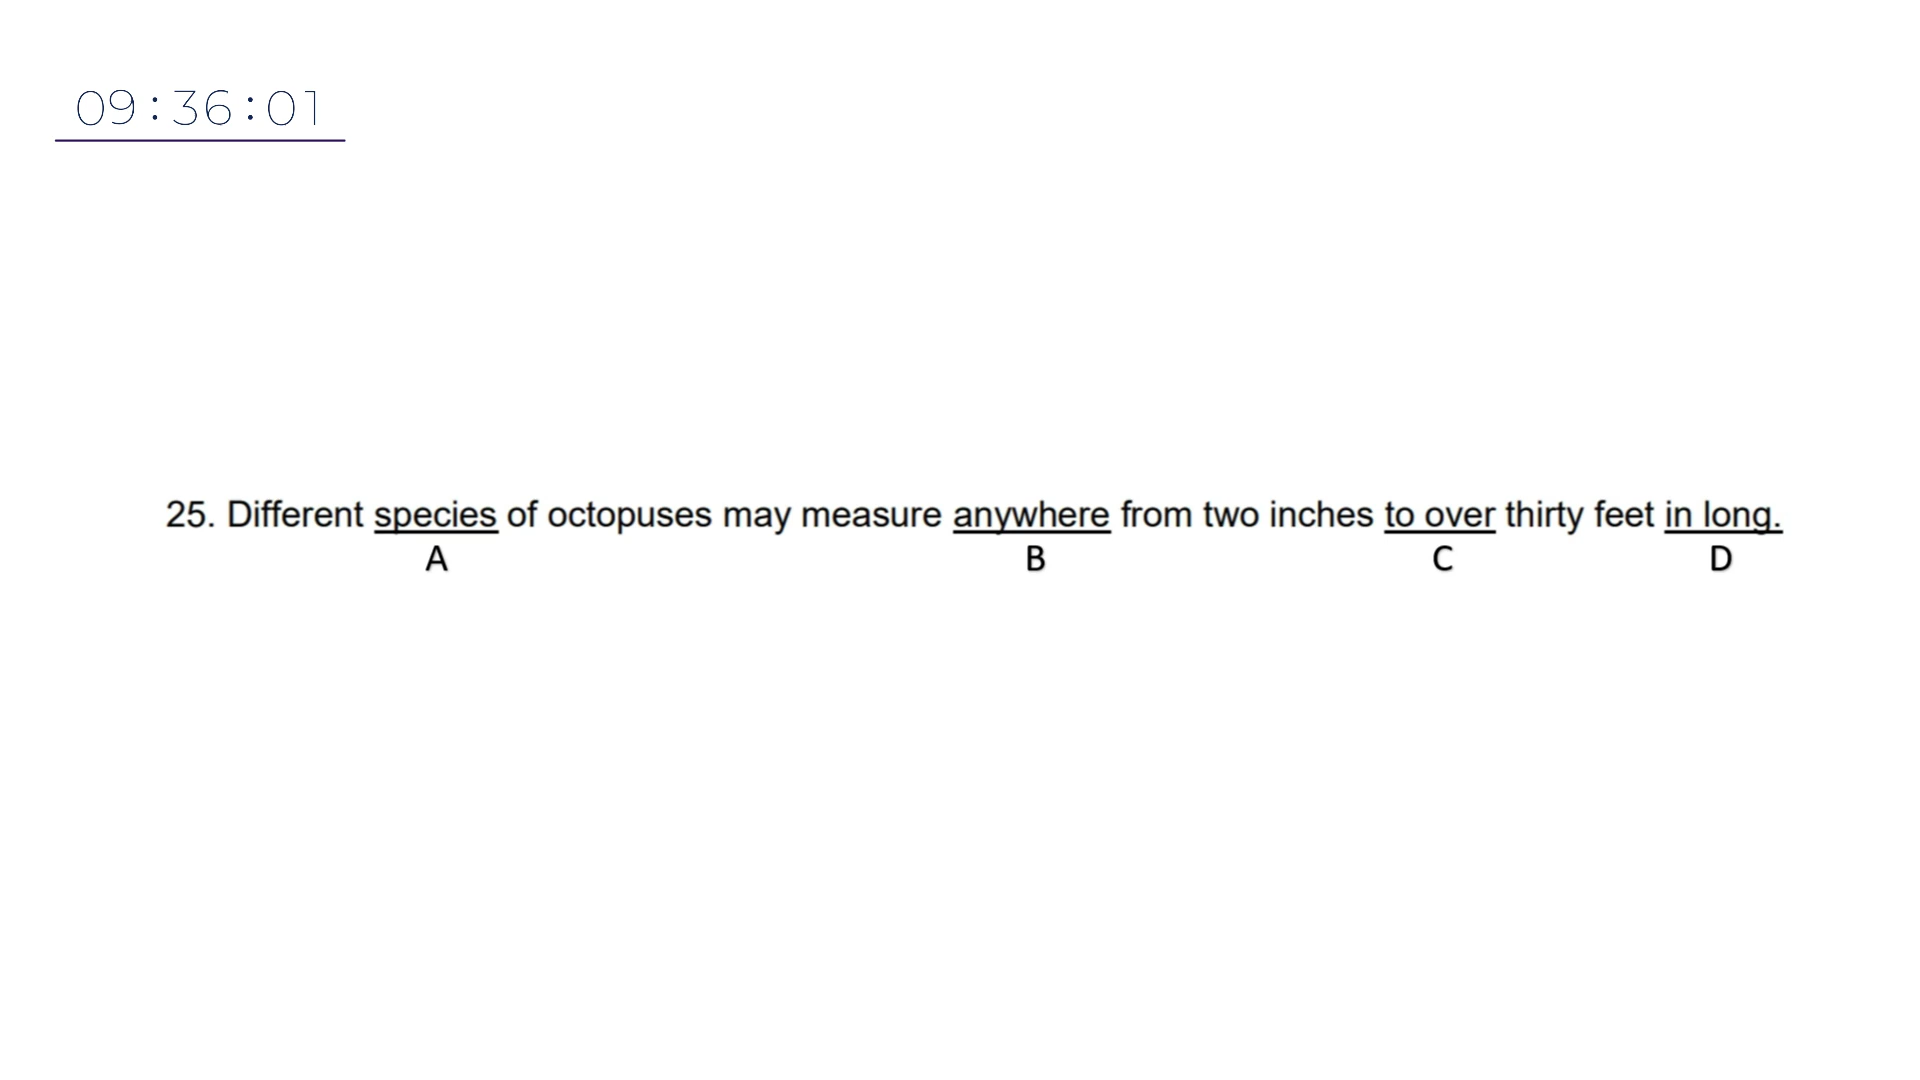 09:36:01
25. Different species of octopuses may measure anywhere from two inches to over thirty feet in long.
A B C D